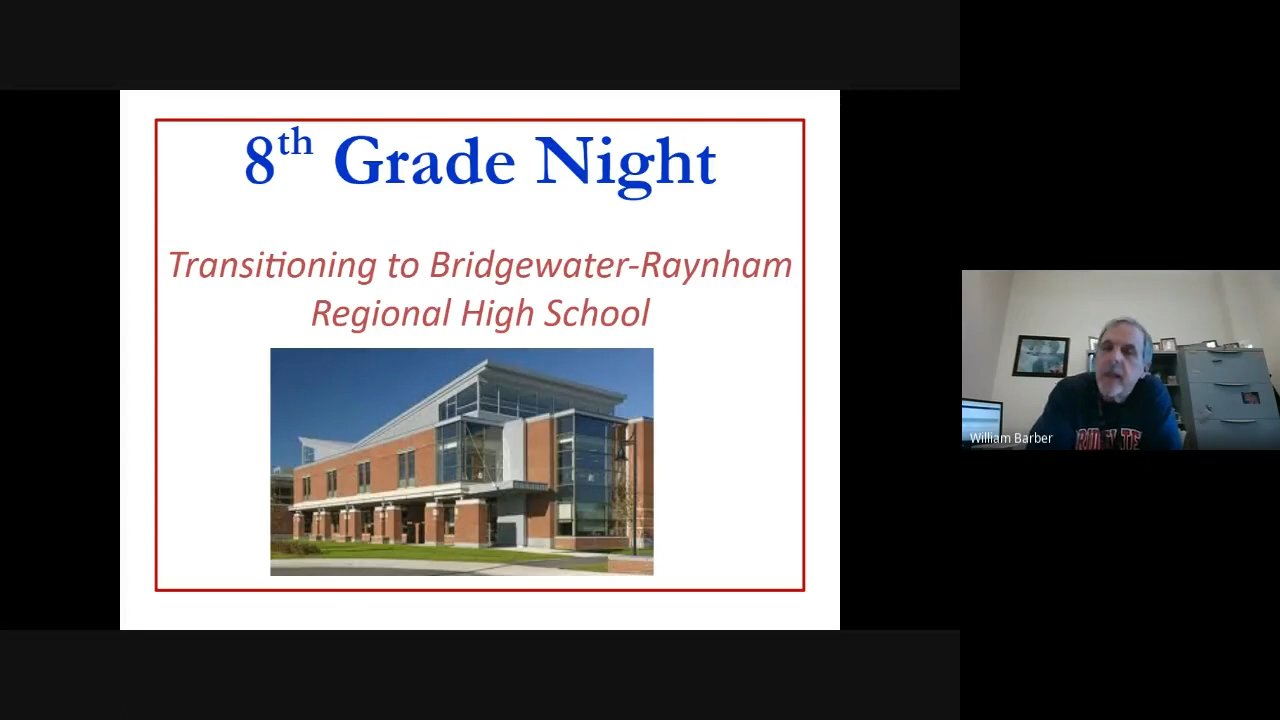 8th Grade Night
Transitioning to Bridgewater-Raynham
Regional High School
William Barber